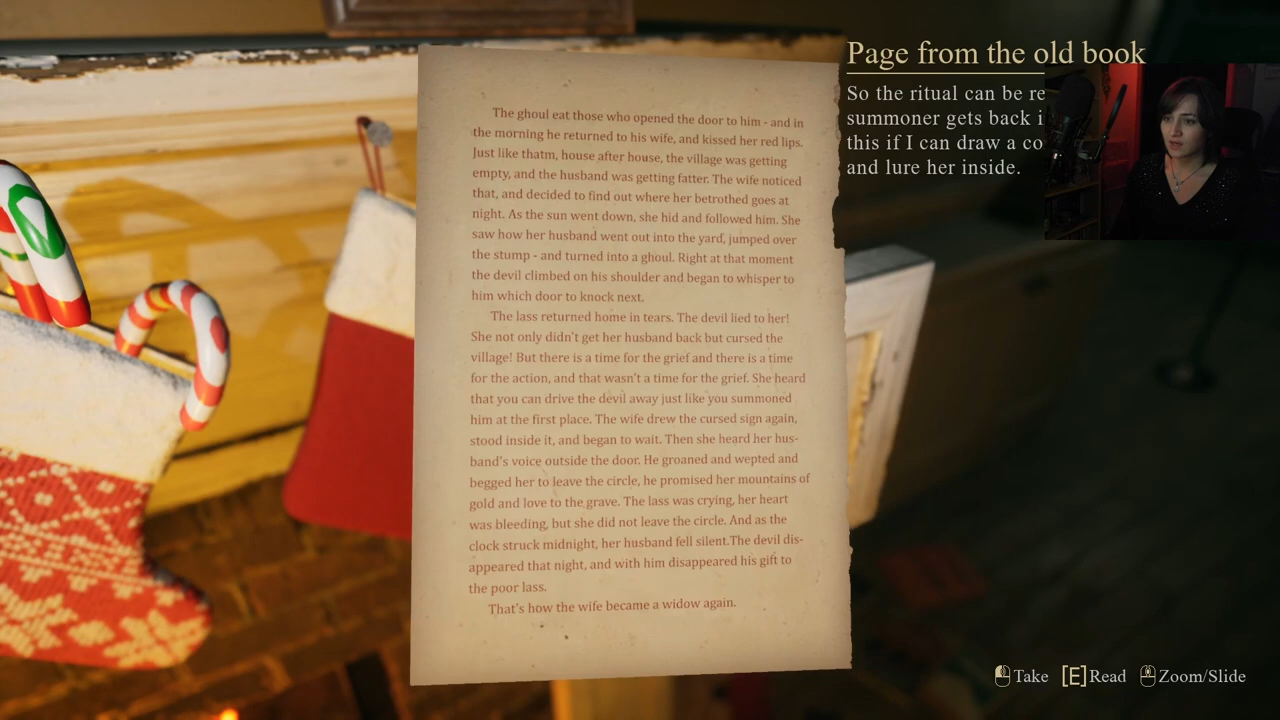 Page from the old book
So the ritual can be re
summoner gets back i
this if I can draw a co
and lure her inside.
The ghoul eat those who opened the door to him - and in
the morning he returned to his wife, and kissed her red lips.
Just like thatm, house after house, the village was getting
empty, and the husband was getting fatter. The wife noticed
that, and decided to find out where her betrothed goes at
night. As the sun went down, she hid and followed him. She
saw how her husband went out into the yard, jumped over
the stump - and turned into a ghoul. Right at that moment
the devil climbed on his shoulder and began to whisper to
him which door to knock next.
The lass returned home in tears. The devil lied to her!
She not only didn't get her husband back but cursed the
village! But there is a time for the grief and there is a time
for the action, and that wasn't a time for the grief. She heard
that you can drive the devil away just like you summoned
him at the first place. The wife drew the cursed sign again,
stood inside it, and began to wait. Then she heard her hus-
band's voice outside the door. He groaned and wepted and
begged her to leave the circle, he promised her mountains of
gold and love to the grave. The lass was crying, her heart
was bleeding, but she did not leave the circle. And as the
clock struck midnight, her husband fell silent.The devil dis-
appeared that night, and with him disappeared his gift to
the poor lass.
That's how the wife became a widow again.
Take [E]Read Zoom/Slide